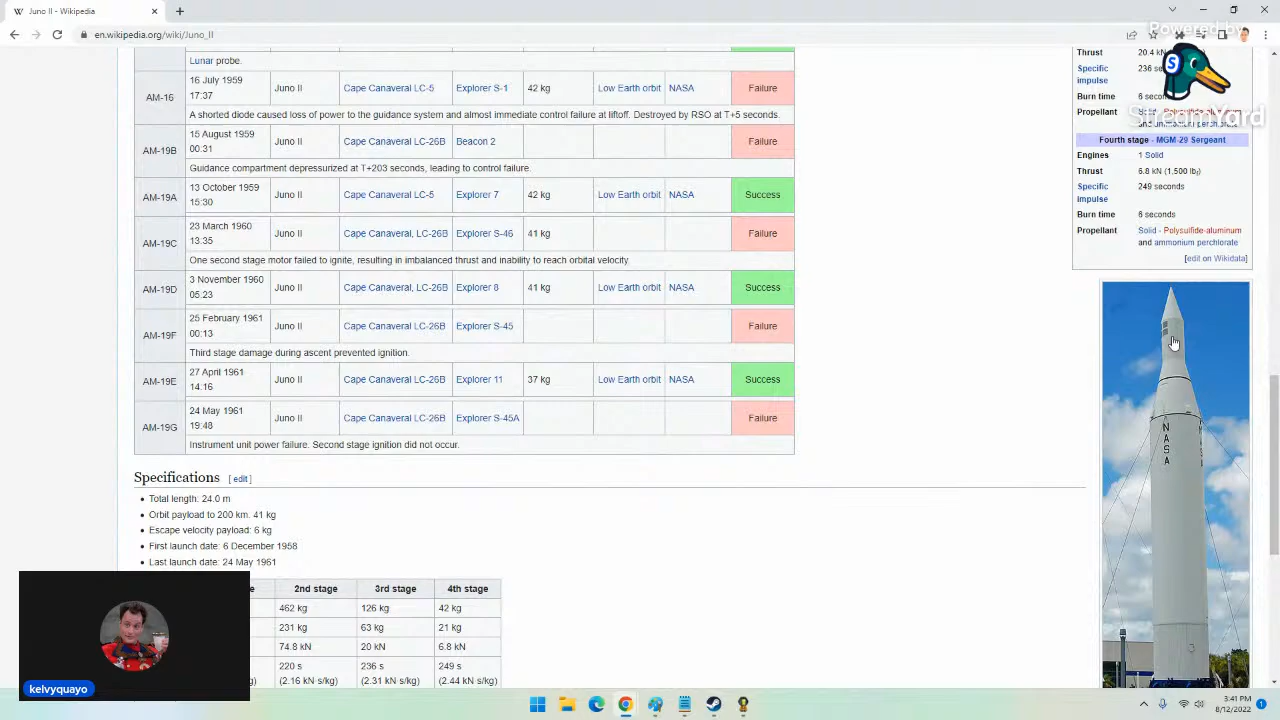 Juno II - Wikipedia
en.wikipedia.org/wiki/Juno_II
Powered by
StreamYard
Lunar probe.
AM-16
16 July 1959
17:37
Juno II
Cape Canaveral LC-5
Explorer S-1
42 kg
Low Earth orbit
NASA
Failure
A shorted diode caused loss of power to the guidance system and almost immediate control failure at liftoff. Destroyed by RSO at T+5 seconds.
AM-19B
15 August 1959
00:31
Juno II
Cape Canaveral LC-26B
Beacon 2
Failure
Guidance compartment depressurized at T+203 seconds, leading to control failure.
AM-19A
13 October 1959
15:30
Juno II
Cape Canaveral LC-5
Explorer 7
42 kg
Low Earth orbit
NASA
Success
AM-19C
23 March 1960
13:35
Juno II
Cape Canaveral, LC-26B
Explorer S-46
41 kg
Failure
One second stage motor failed to ignite, resulting in imbalanced thrust and inability to reach orbital velocity.
AM-19D
3 November 1960
05:23
Juno II
Cape Canaveral, LC-26B
Explorer 8
41 kg
Low Earth orbit
NASA
Success
AM-19F
25 February 1961
00:13
Juno II
Cape Canaveral LC-26B
Explorer S-45
Failure
Third stage damage during ascent prevented ignition.
AM-19E
27 April 1961
14:16
Juno II
Cape Canaveral LC-26B
Explorer 11
37 kg
Low Earth orbit
NASA
Success
AM-19G
24 May 1961
19:48
Juno II
Cape Canaveral LC-26B
Explorer S-45A
Failure
Instrument unit power failure. Second stage ignition did not occur.
Specifications [ edit ]
Total length: 24.0 m
Orbit payload to 200 km: 41 kg
Escape velocity payload: 6 kg
First launch date: 6 December 1958
Last launch date: 24 May 1961
2nd stage 3rd stage 4th stage
462 kg 126 kg 42 kg
231 kg 63 kg 21 kg
74.8 kN 20 kN 6.8 kN
220 s 236 s 249 s
(2.16 kN·s/kg) (2.31 kN·s/kg) (2.44 kN·s/kg)
Thrust 20.4
Specific impulse 236
Burn time 6
Propellant Solid - Polysulfide-aluminum
and ammonium perchlorate
Fourth stage - MGM-29 Sergeant
Engines 1 Solid
Thrust 6.8 kN (1,500 lbf)
Specific impulse 249 seconds
Burn time 6 seconds
Propellant Solid - Polysulfide-aluminum
and ammonium perchlorate
[edit on Wikidata]
NASA
kelvyquayo
3:41 PM
8/12/2022